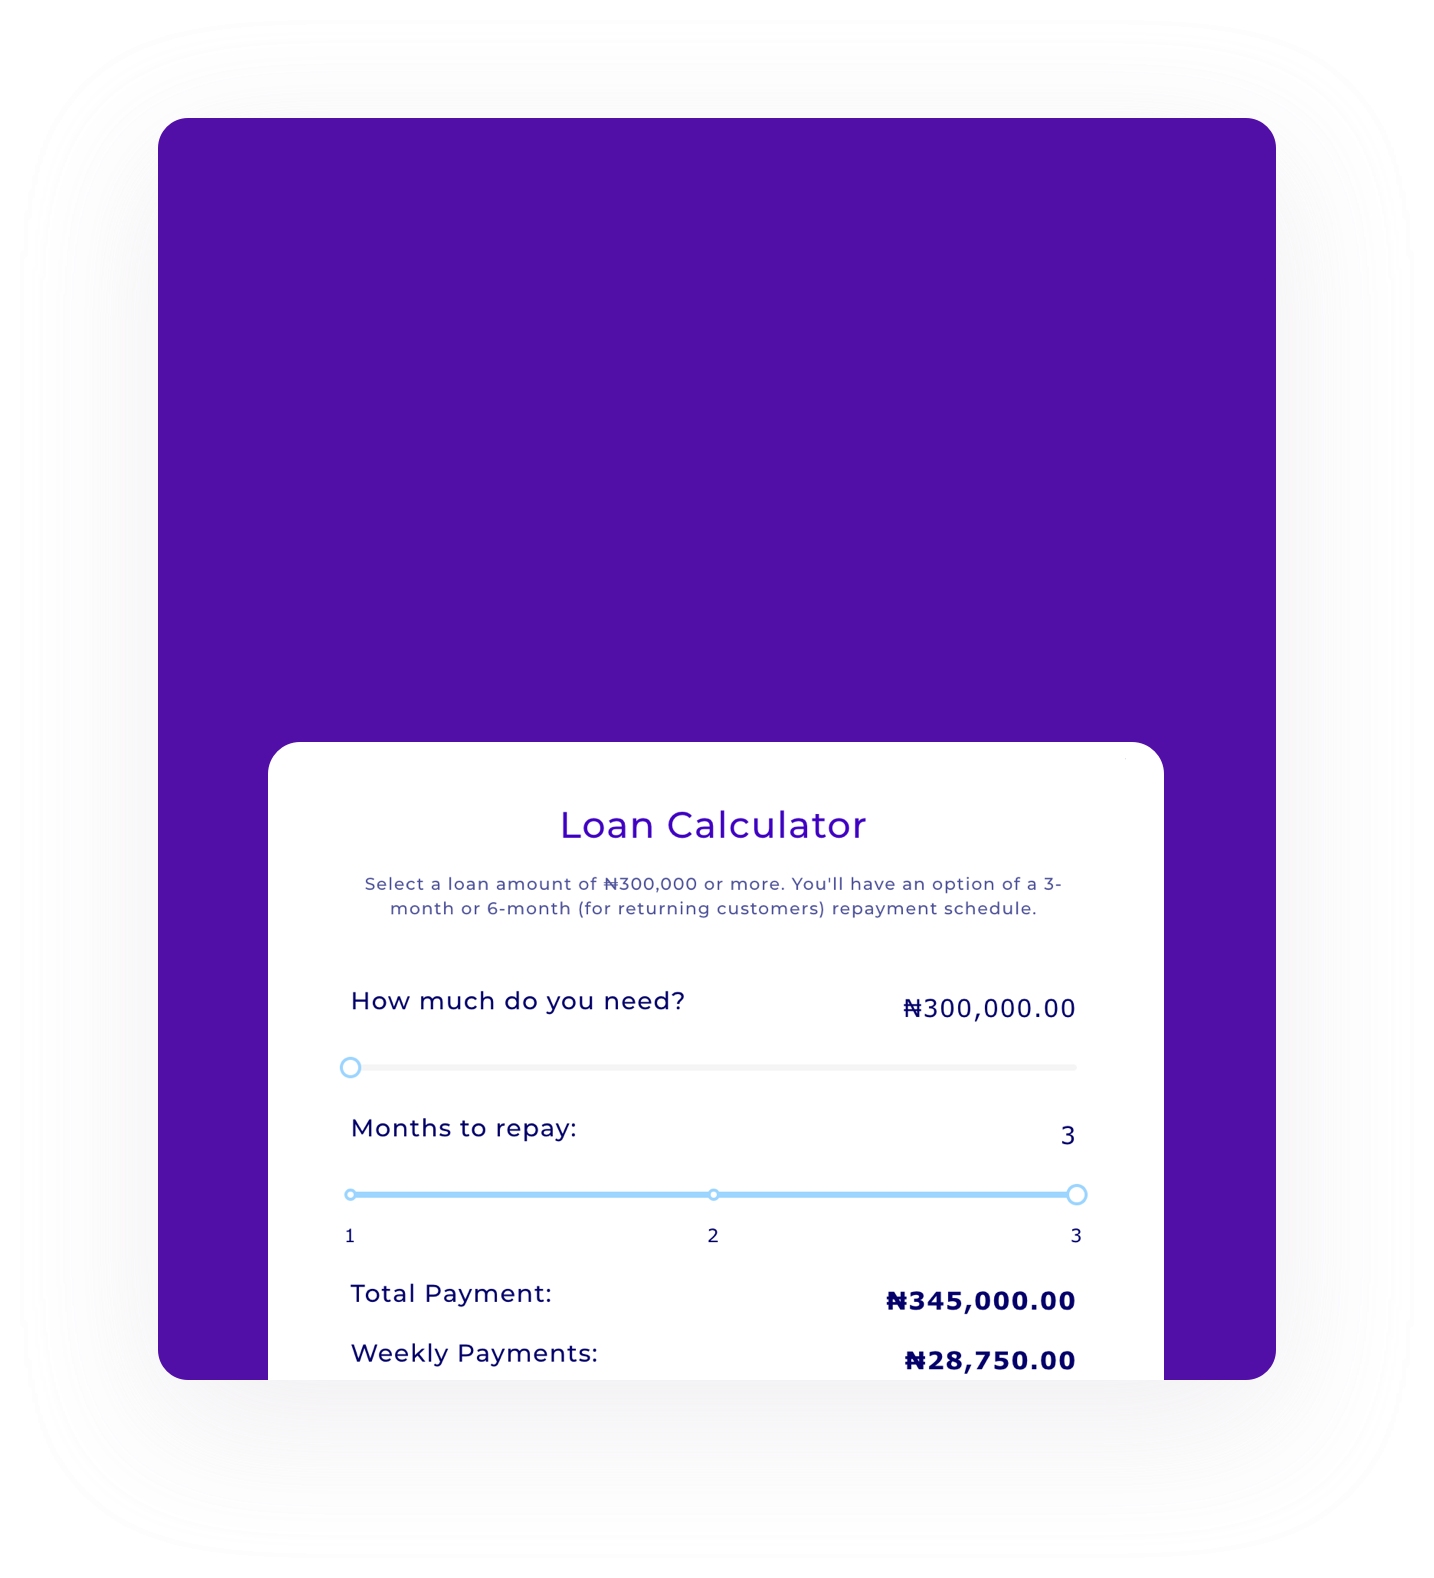 Loan Calculator
Select a loan amount of ₦300,000 or more. You'll have an option of a 3-
month or 6-month (for returning customers) repayment schedule.
How much do you need?
₦300,000.00
Months to repay:
3
1
2
3
Total Payment:
₦345,000.00
Weekly Payments:
₦28,750.00